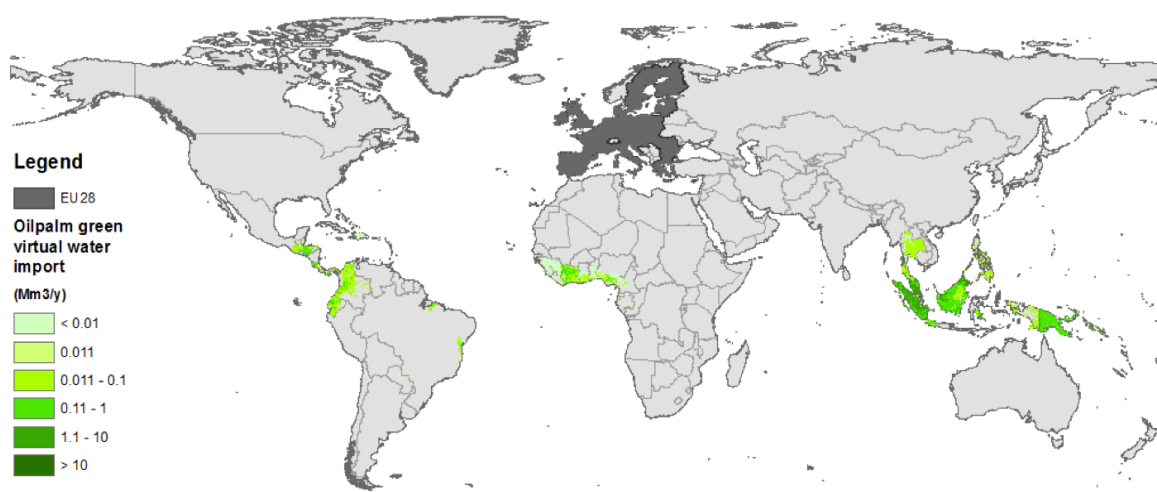 Legend
EU28
Oilpalm green
virtual water
import
(Mm3/y)
< 0.01
0.011
0.011 - 0.1
0.11 - 1
1.1 - 10
> 10